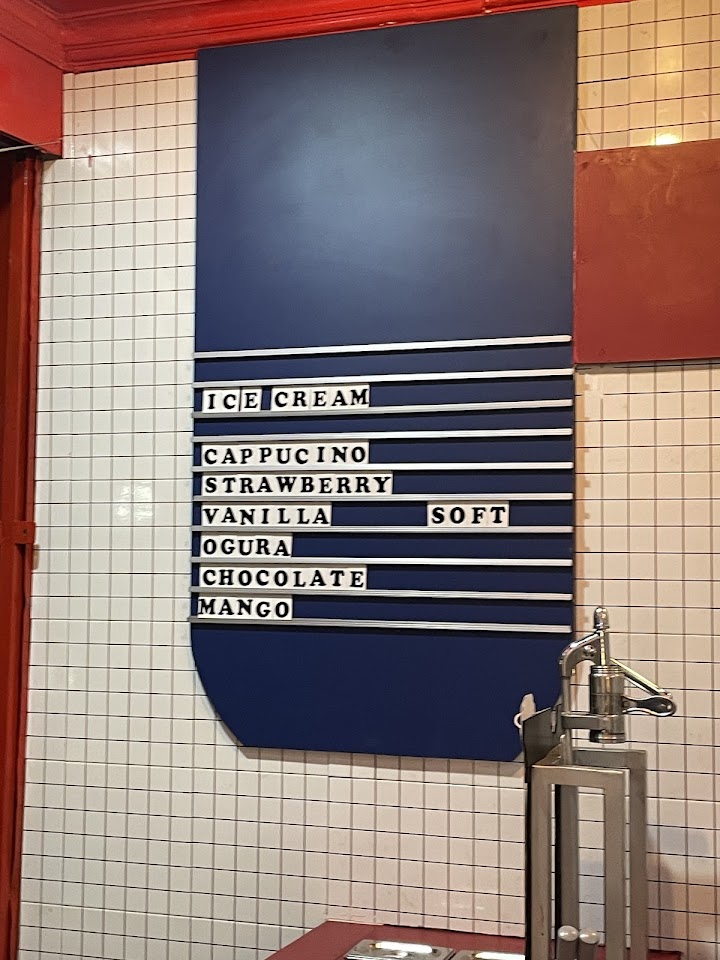 ICE CREAM
CAPPUCINO
STRAWBERRY
VANILLA SOFT
OGURA
CHOCOLATE
MANGO